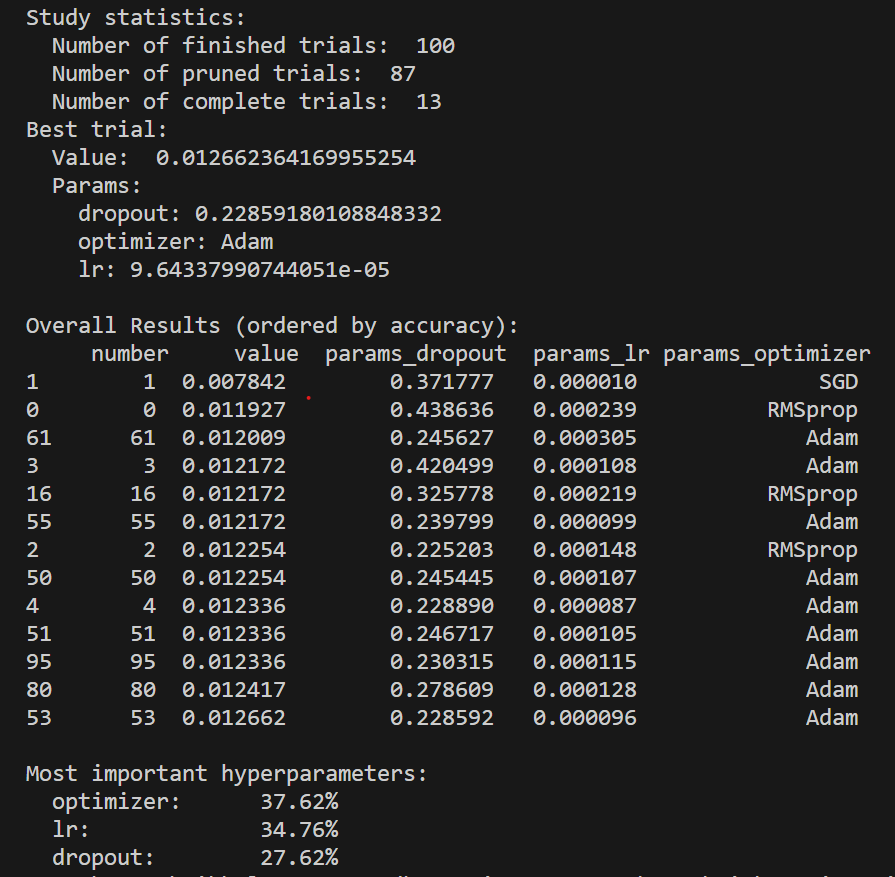 Study statistics:
  Number of finished trials:  100
  Number of pruned trials:  87
  Number of complete trials:  13
Best trial:
  Value:  0.012662364169955254
  Params:
    dropout: 0.22859180108848332
    optimizer: Adam
    lr: 9.64337990744051e-05

Overall Results (ordered by accuracy):
     number     value  params_dropout  params_lr params_optimizer
1         1  0.007842        0.371777   0.000010              SGD
0         0  0.011927        0.438636   0.000239          RMSprop
61       61  0.012009        0.245627   0.000305             Adam
3         3  0.012172        0.420499   0.000108             Adam
16       16  0.012172        0.325778   0.000219          RMSprop
55       55  0.012172        0.239799   0.000099             Adam
2         2  0.012254        0.225203   0.000148          RMSprop
50       50  0.012254        0.245445   0.000107             Adam
4         4  0.012336        0.228890   0.000087             Adam
51       51  0.012336        0.246717   0.000105             Adam
95       95  0.012336        0.230315   0.000115             Adam
80       80  0.012417        0.278609   0.000128             Adam
53       53  0.012662        0.228592   0.000096             Adam

Most important hyperparameters:
  optimizer:      37.62%
  lr:             34.76%
  dropout:        27.62%